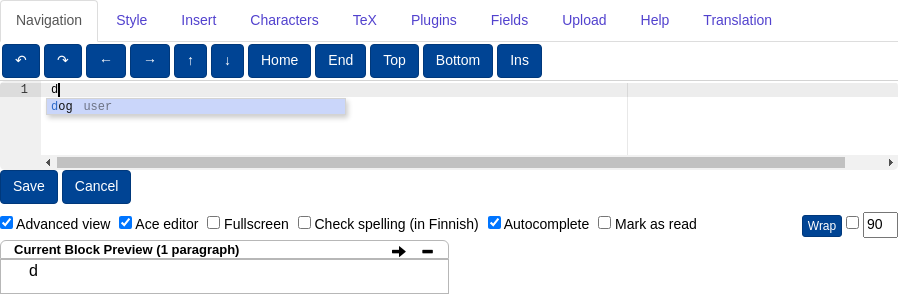 Navigation Style Insert Characters TeX Plugins Fields Upload Help Translation
↶ ↷ ← → ↑ ↓ Home End Top Bottom Ins
1 d
dog user
Save Cancel
Advanced view Ace editor Fullscreen Check spelling (in Finnish) Autocomplete Mark as read Wrap 90
Current Block Preview (1 paragraph)
d